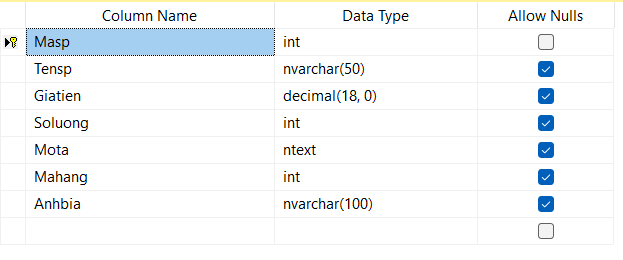 Column Name Data Type Allow Nulls
Masp int
Tensp nvarchar(50)
Giatien decimal(18, 0)
Soluong int
Mota ntext
Mahang int
Anhbia nvarchar(100)